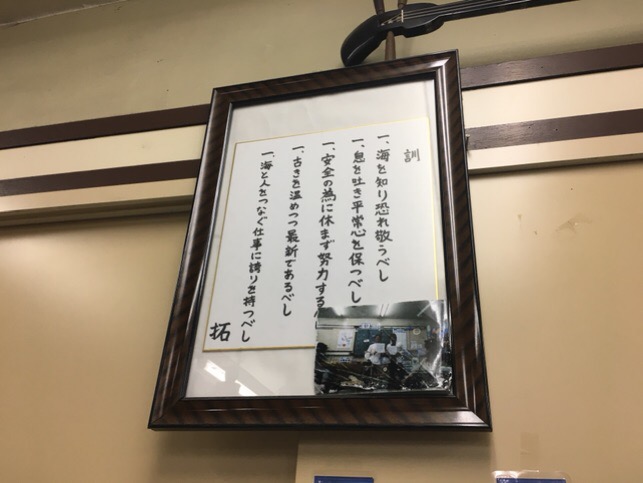 訓
一、海を知り恐れ敬うべし
一、息を吐き平常心を保つべし
一、安全の為に休まず努力する
一、古きを温めつつ最新であるべし
一、海と人をつなぐ仕事に誇りを持つべし
拓